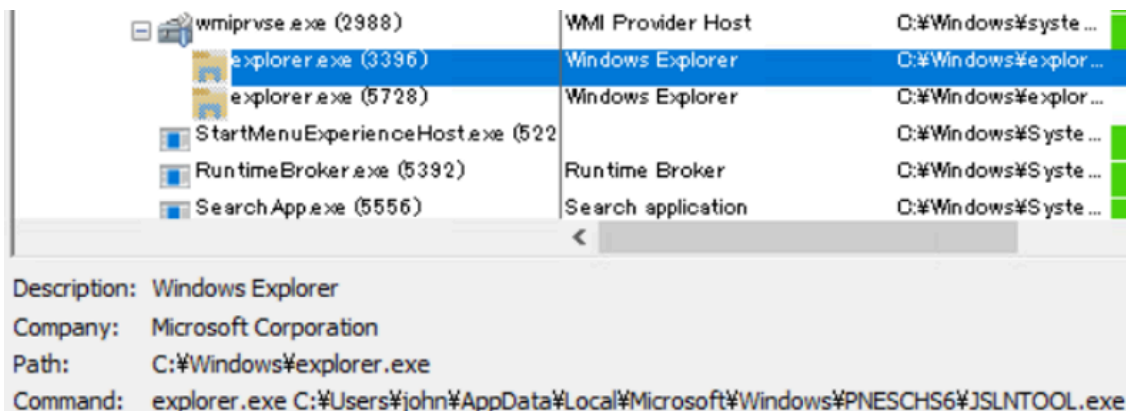 wmiprvse.exe (2988) WMI Provider Host C:¥Windows¥syste...
explorer.exe (3396) Windows Explorer C:¥Windows¥explor...
explorer.exe (5728) Windows Explorer C:¥Windows¥explor...
StartMenuExperienceHost.exe (522 C:¥Windows¥Syste...
RuntimeBroker.exe (5392) Runtime Broker C:¥Windows¥Syste...
SearchApp.exe (5556) Search application C:¥Windows¥Syste...
Description: Windows Explorer
Company: Microsoft Corporation
Path: C:¥Windows¥explorer.exe
Command: explorer.exe C:¥Users¥john¥AppData¥Local¥Microsoft¥Windows¥PNESCHS6¥JSLNTOOL.exe